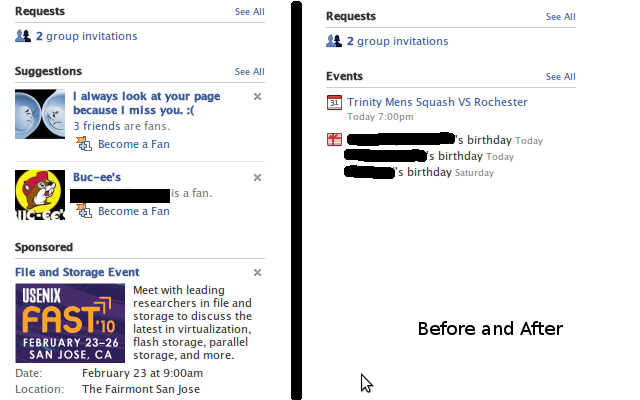 Requests See All
2 group invitations
Suggestions See All
I always look at your page
because I miss you. :(
3 friends are fans.
Become a Fan
Buc-ee's
is a fan.
BUC-EE'S
Become a Fan
Sponsored
File and Storage Event
USENIX
FAST'10
FEBRUARY 23–26
SAN JOSE, CA
Meet with leading
researchers in file and
storage to discuss the
latest in virtualization,
flash storage, parallel
storage, and more.
Date: February 23 at 9:00am
Location: The Fairmont San Jose
Requests See All
2 group invitations
Events See All
31
Trinity Mens Squash VS Rochester
Today 7:00pm
's birthday Today
's birthday Today
's birthday Saturday
Before and After